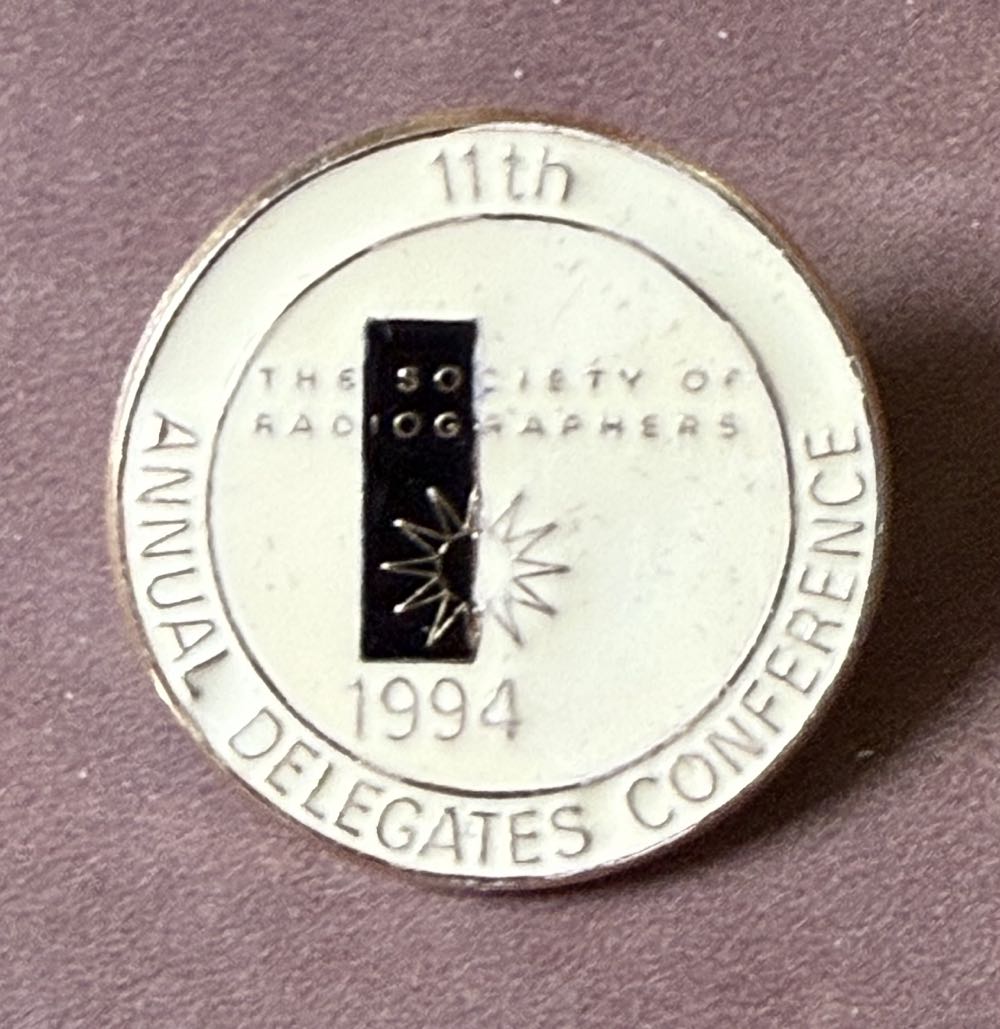 11th
THE SOCIETY OF
RADIOGRAPHERS
1994
ANNUAL DELEGATES CONFERENCE